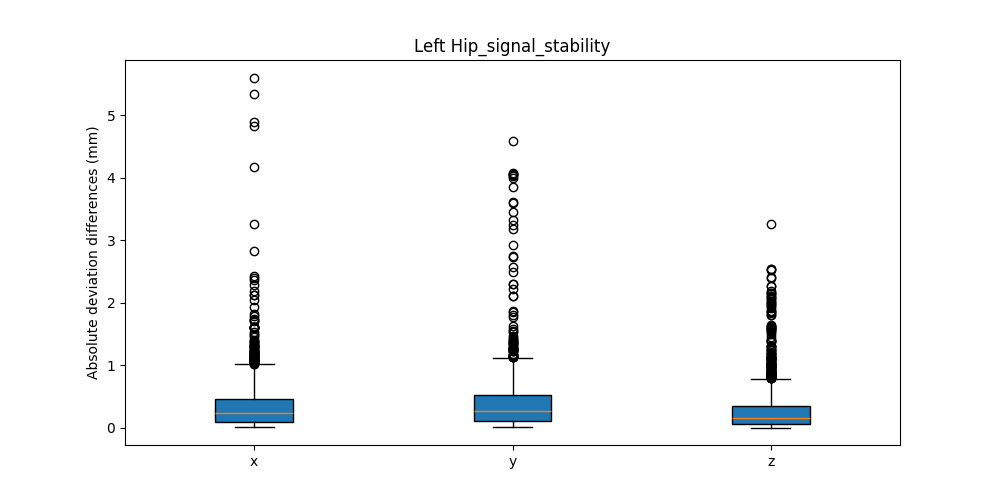 Left Hip_signal_stability
Absolute deviation differences (mm)
5
4
3
2
1
0
x y z